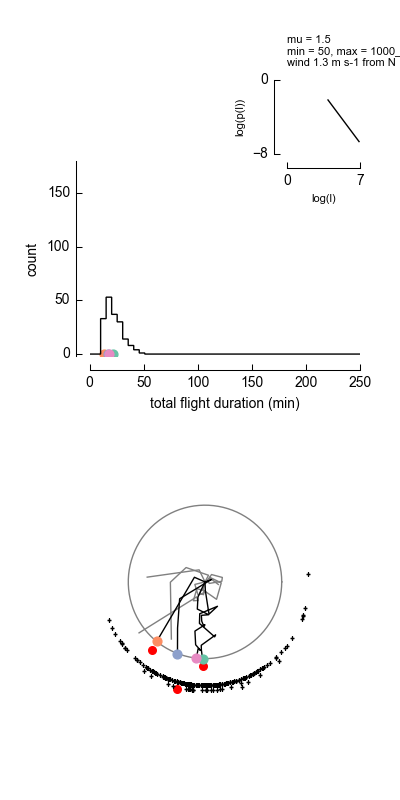 mu = 1.5
min = 50, max = 1000_
wind 1.3 m s-1 from N
0
log(p(l))
−8
0
7
log(l)
150
100
count
50
0
0
50
100
150
200
250
total flight duration (min)